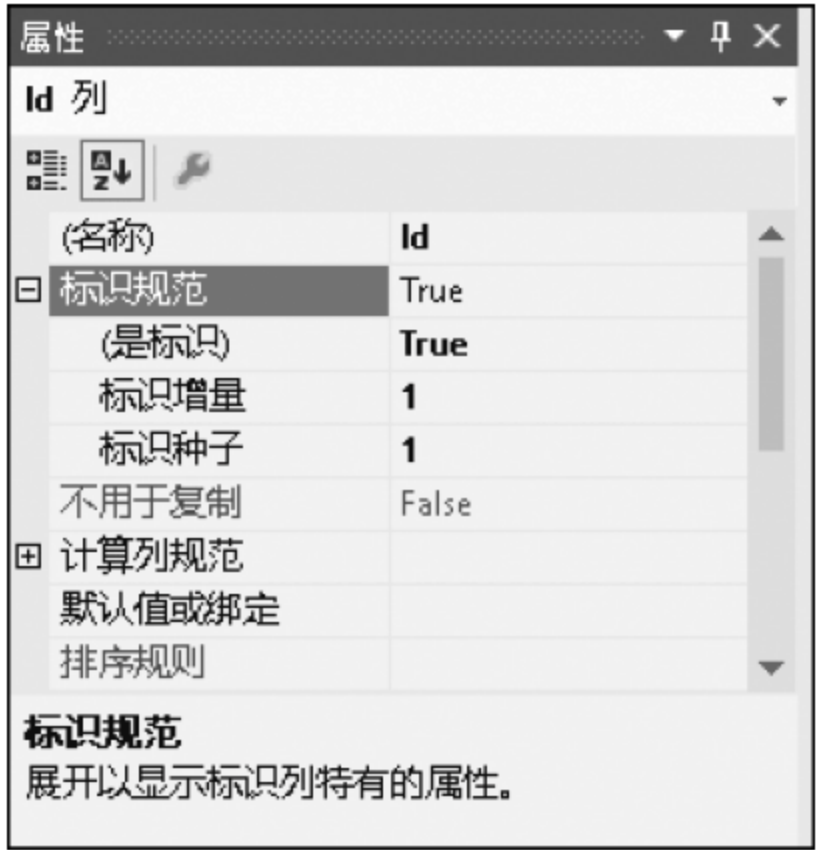 属性
Id 列
(名称) Id
标识规范 True
(是标识) True
标识增量 1
标识种子 1
不用于复制 False
计算列规范
默认值或绑定
排序规则
标识规范
展开以显示标识列特有的属性。